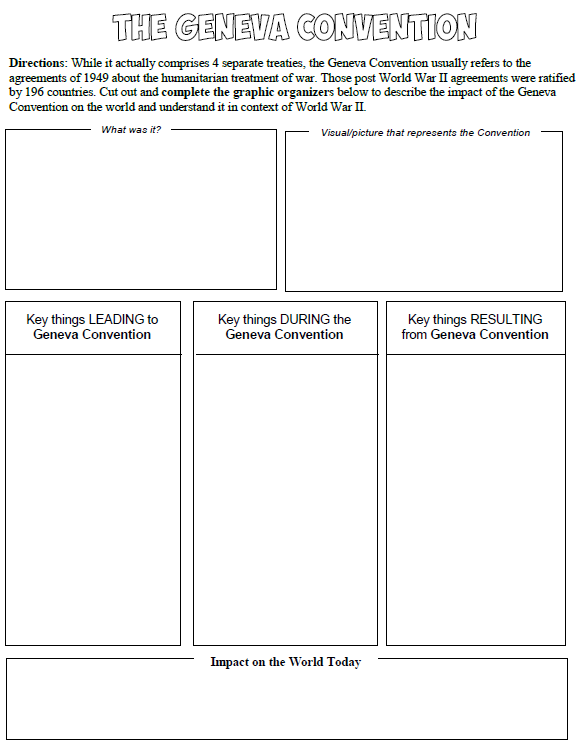 THE GENEVA CONVENTION
Directions: While it actually comprises 4 separate treaties, the Geneva Convention usually refers to the
agreements of 1949 about the humanitarian treatment of war. Those post World War II agreements were ratified
by 196 countries. Cut out and complete the graphic organizers below to describe the impact of the Geneva
Convention on the world and understand it in context of World War II.
What was it?
Visual/picture that represents the Convention
Key things LEADING to
Geneva Convention
Key things DURING the
Geneva Convention
Key things RESULTING
from Geneva Convention
Impact on the World Today